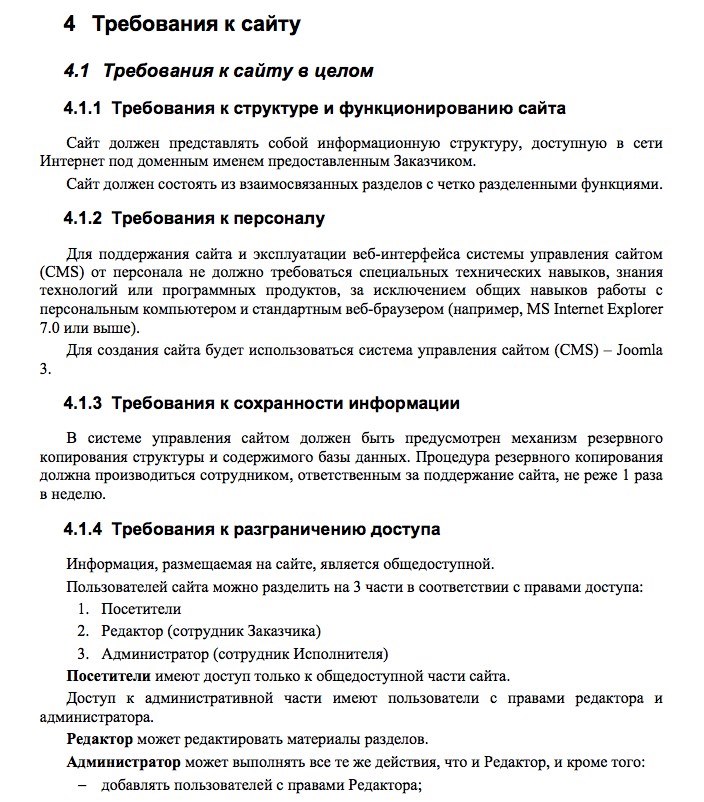 4 Требования к сайту
4.1 Требования к сайту в целом
4.1.1 Требования к структуре и функционированию сайта
Сайт должен представлять собой информационную структуру, доступную в сети
Интернет под доменным именем предоставленным Заказчиком.
Сайт должен состоять из взаимосвязанных разделов с четко разделенными функциями.
4.1.2 Требования к персоналу
Для поддержания сайта и эксплуатации веб-интерфейса системы управления сайтом
(CMS) от персонала не должно требоваться специальных технических навыков, знания
технологий или программных продуктов, за исключением общих навыков работы с
персональным компьютером и стандартным веб-браузером (например, MS Internet Explorer
7.0 или выше).
Для создания сайта будет использоваться система управления сайтом (CMS) – Joomla
3.
4.1.3 Требования к сохранности информации
В системе управления сайтом должен быть предусмотрен механизм резервного
копирования структуры и содержимого базы данных. Процедура резервного копирования
должна производиться сотрудником, ответственным за поддержание сайта, не реже 1 раза
в неделю.
4.1.4 Требования к разграничению доступа
Информация, размещаемая на сайте, является общедоступной.
Пользователей сайта можно разделить на 3 части в соответствии с правами доступа:
1. Посетители
2. Редактор (сотрудник Заказчика)
3. Администратор (сотрудник Исполнителя)
Посетители имеют доступ только к общедоступной части сайта.
Доступ к административной части имеют пользователи с правами редактора и
администратора.
Редактор может редактировать материалы разделов.
Администратор может выполнять все те же действия, что и Редактор, и кроме того:
– добавлять пользователей с правами Редактора;